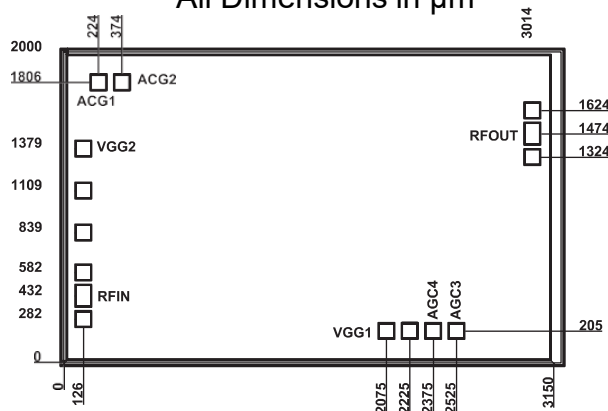 All Dimensions in µm
224
374
3014
2000
1806
ACG2
ACG1
1624
RFOUT
1474
1379
VGG2
1324
1109
839
582
432
RFIN
282
AGC4
AGC3
VGG1
205
0
0
126
2075
2225
2375
2525
3150